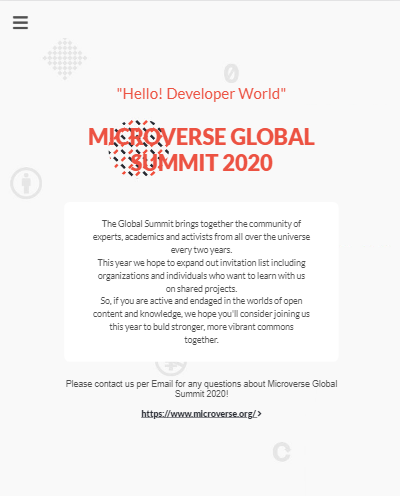 "Hello! Developer World"
MICROVERSE GLOBAL
SUMMIT 2020
The Global Summit brings together the community of
experts, academics and activists from all over the universe
every two years.
This year we hope to expand out invitation list including
organizations and individuals who want to learn with us
on shared projects.
So, if you are active and endaged in the worlds of open
content and knowledge, we hope you'll consider joining us
this year to buld stronger, more vibrant commons
together.
Please contact us per Email for any questions about Microverse Global
Summit 2020!
https://www.microverse.org/ >